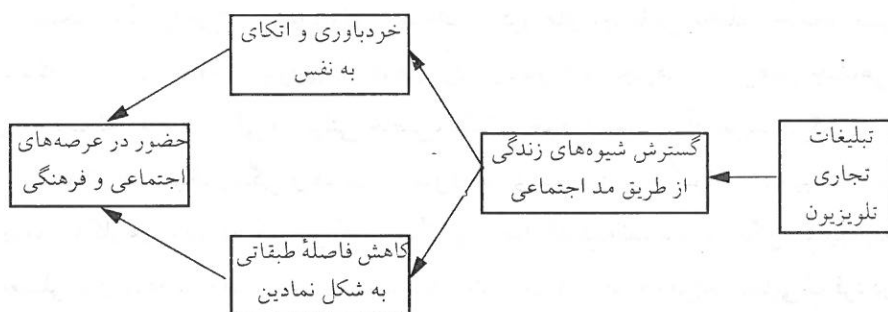 تبلیغات
تجاری
تلویزیون
گسترش شیوه‌های زندگی
از طریق مد اجتماعی
خردباوری و اتکای
به نفس
کاهش فاصلهٔ طبقاتی
به شکل نمادین
حضور در عرصه‌های
اجتماعی و فرهنگی